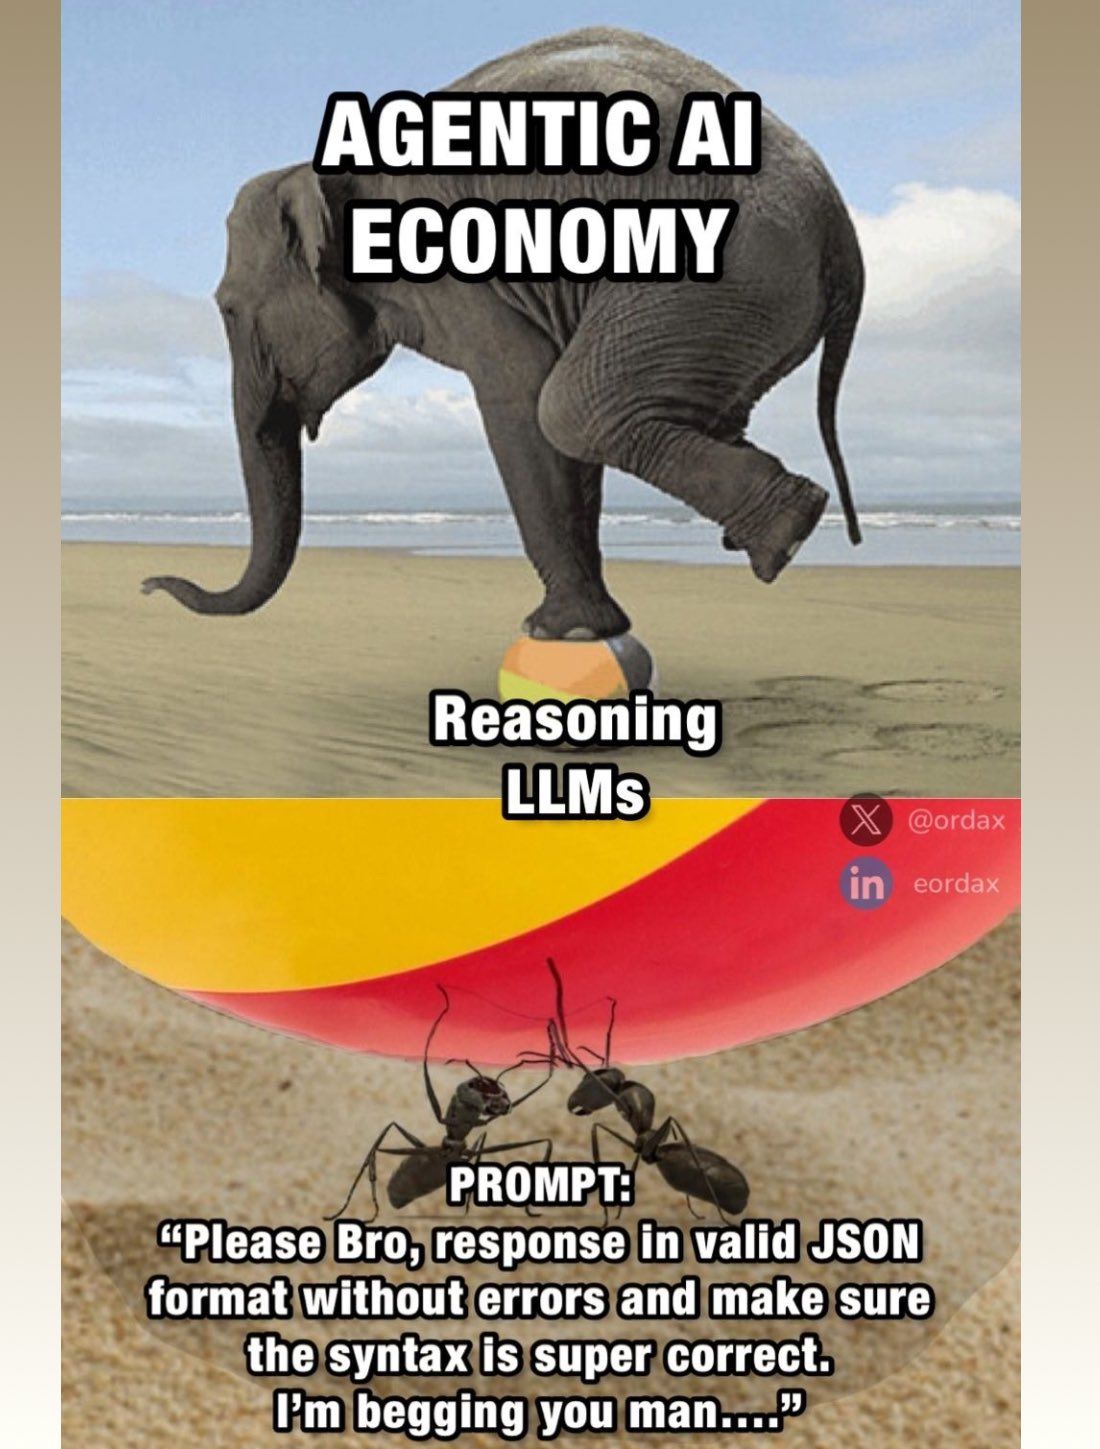 AGENTIC AI
ECONOMY
Reasoning
LLMs
@ordax
in eordax
PROMPT:
“Please Bro, response in valid JSON
format without errors and make sure
the syntax is super correct.
I’m begging you man....”